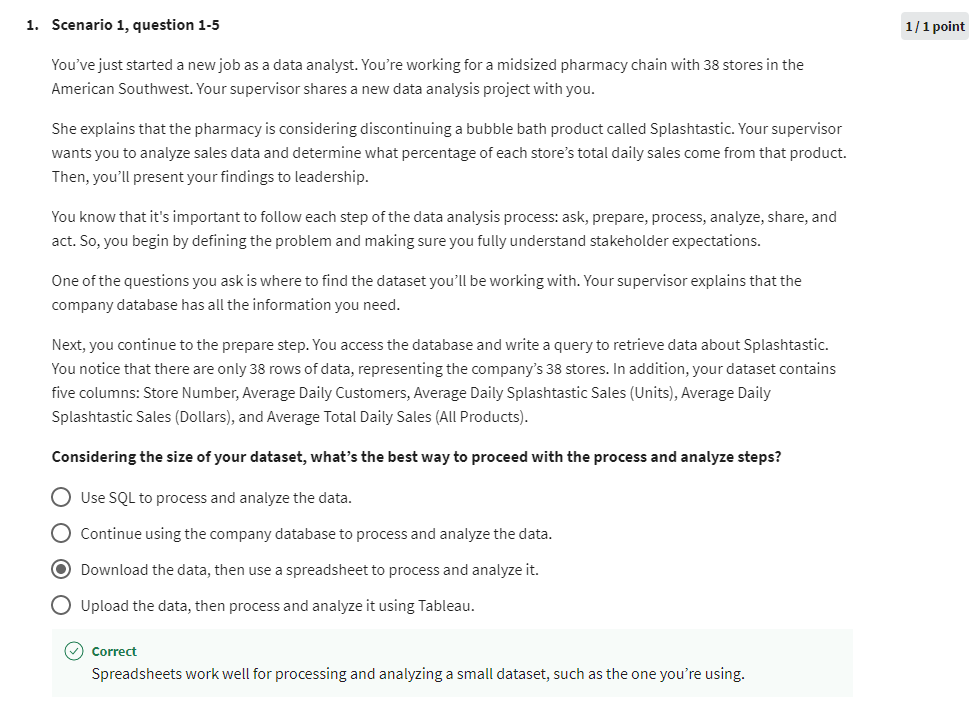 1. Scenario 1, question 1-5
1 / 1 point
You’ve just started a new job as a data analyst. You’re working for a midsized pharmacy chain with 38 stores in the
American Southwest. Your supervisor shares a new data analysis project with you.
She explains that the pharmacy is considering discontinuing a bubble bath product called Splashtastic. Your supervisor
wants you to analyze sales data and determine what percentage of each store’s total daily sales come from that product.
Then, you’ll present your findings to leadership.
You know that it's important to follow each step of the data analysis process: ask, prepare, process, analyze, share, and
act. So, you begin by defining the problem and making sure you fully understand stakeholder expectations.
One of the questions you ask is where to find the dataset you’ll be working with. Your supervisor explains that the
company database has all the information you need.
Next, you continue to the prepare step. You access the database and write a query to retrieve data about Splashtastic.
You notice that there are only 38 rows of data, representing the company’s 38 stores. In addition, your dataset contains
five columns: Store Number, Average Daily Customers, Average Daily Splashtastic Sales (Units), Average Daily
Splashtastic Sales (Dollars), and Average Total Daily Sales (All Products).
Considering the size of your dataset, what’s the best way to proceed with the process and analyze steps?
Use SQL to process and analyze the data.
Continue using the company database to process and analyze the data.
Download the data, then use a spreadsheet to process and analyze it.
Upload the data, then process and analyze it using Tableau.
Correct
Spreadsheets work well for processing and analyzing a small dataset, such as the one you’re using.